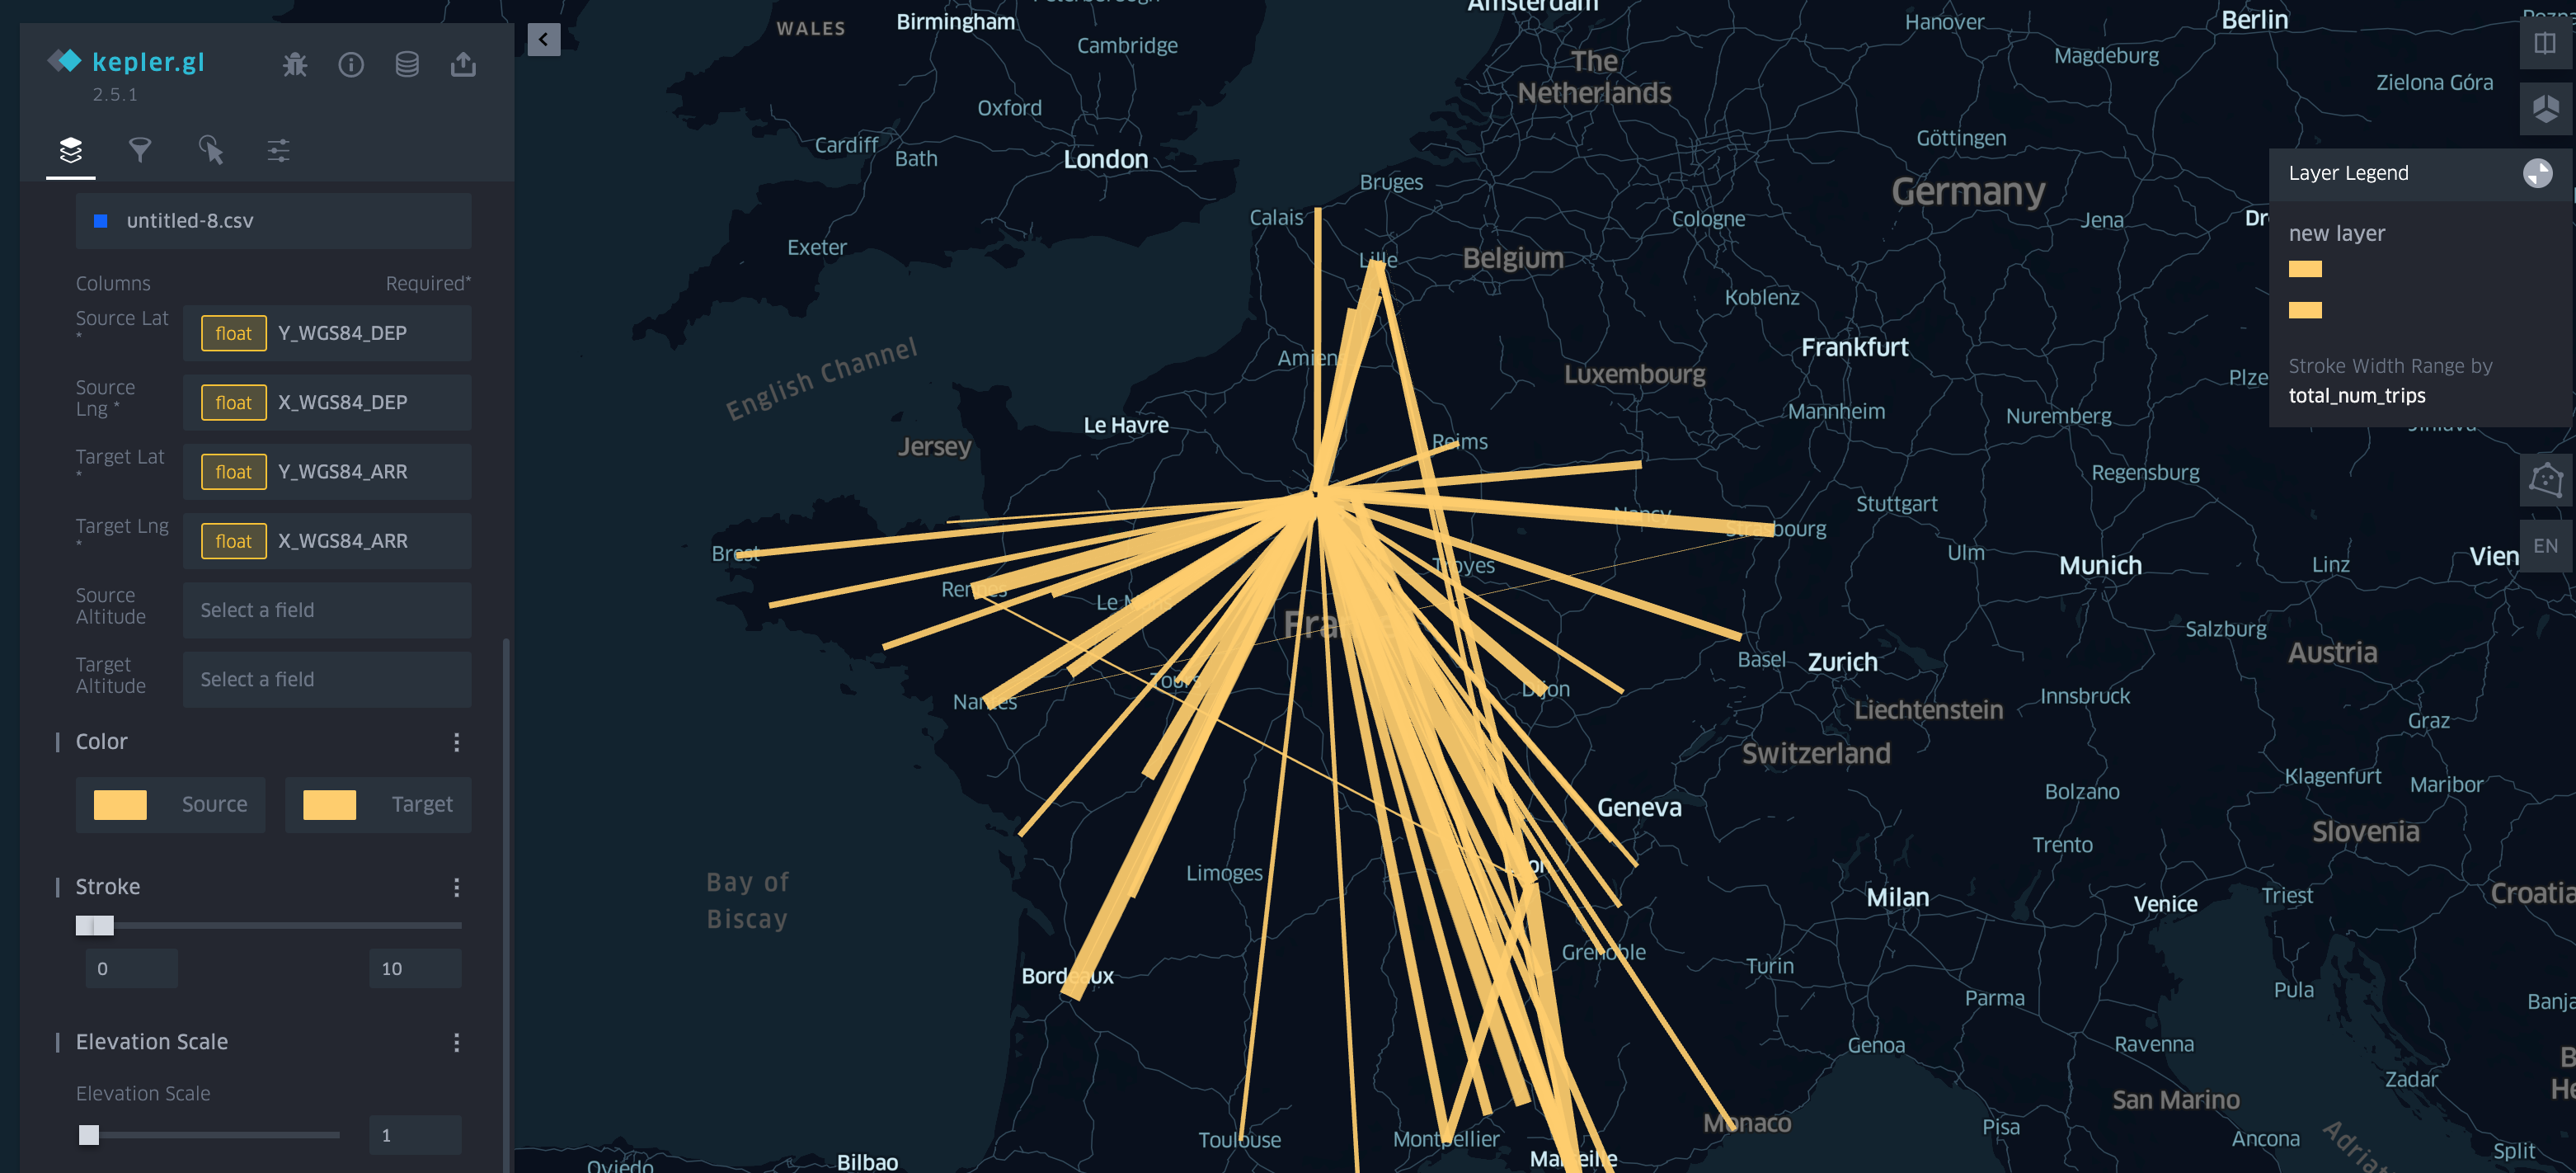 kepler.gl
2.5.1
untitled-8.csv
Columns
Required*
Source Lat
*
float
Y_WGS84_DEP
Source
Lng *
float
X_WGS84_DEP
Target Lat
*
float
Y_WGS84_ARR
Target Lng
*
float
X_WGS84_ARR
Source
Altitude
Select a field
Target
Altitude
Select a field
Color
Source
Target
Stroke
0
10
Elevation Scale
Elevation Scale
1
Layer Legend
new layer
Stroke Width Range by
total_num_trips
EN
WALES
Birmingham
Cambridge
Oxford
Cardiff
Bath
London
Exeter
Amsterdam
The
Netherlands
Hanover
Berlin
Magdeburg
Zielona Góra
Göttingen
Germany
Bruges
Calais
Cologne
Jena
Lille
Belgium
Koblenz
English Channel
Frankfurt
Luxembourg
Mannheim
Nuremberg
Le Havre
Jersey
Reims
Regensburg
Stuttgart
Nancy
Strasbourg
Brest
Troyes
Ulm
Munich
Linz
Rennes
Salzburg
Basel
Zurich
Austria
Tours
Nantes
Dijon
Liechtenstein
Innsbruck
Graz
Switzerland
Klagenfurt
Maribor
Bolzano
Geneva
Slovenia
Trento
Bay of
Biscay
Limoges
Milan
Venice
Triest
Grenoble
Turin
Bordeaux
Parma
Pula
Genoa
Ravenna
Zadar
San Marino
Monaco
Toulouse
Montpellier
Marseille
Pisa
Ancona
Split
Bilbao
Oviedo